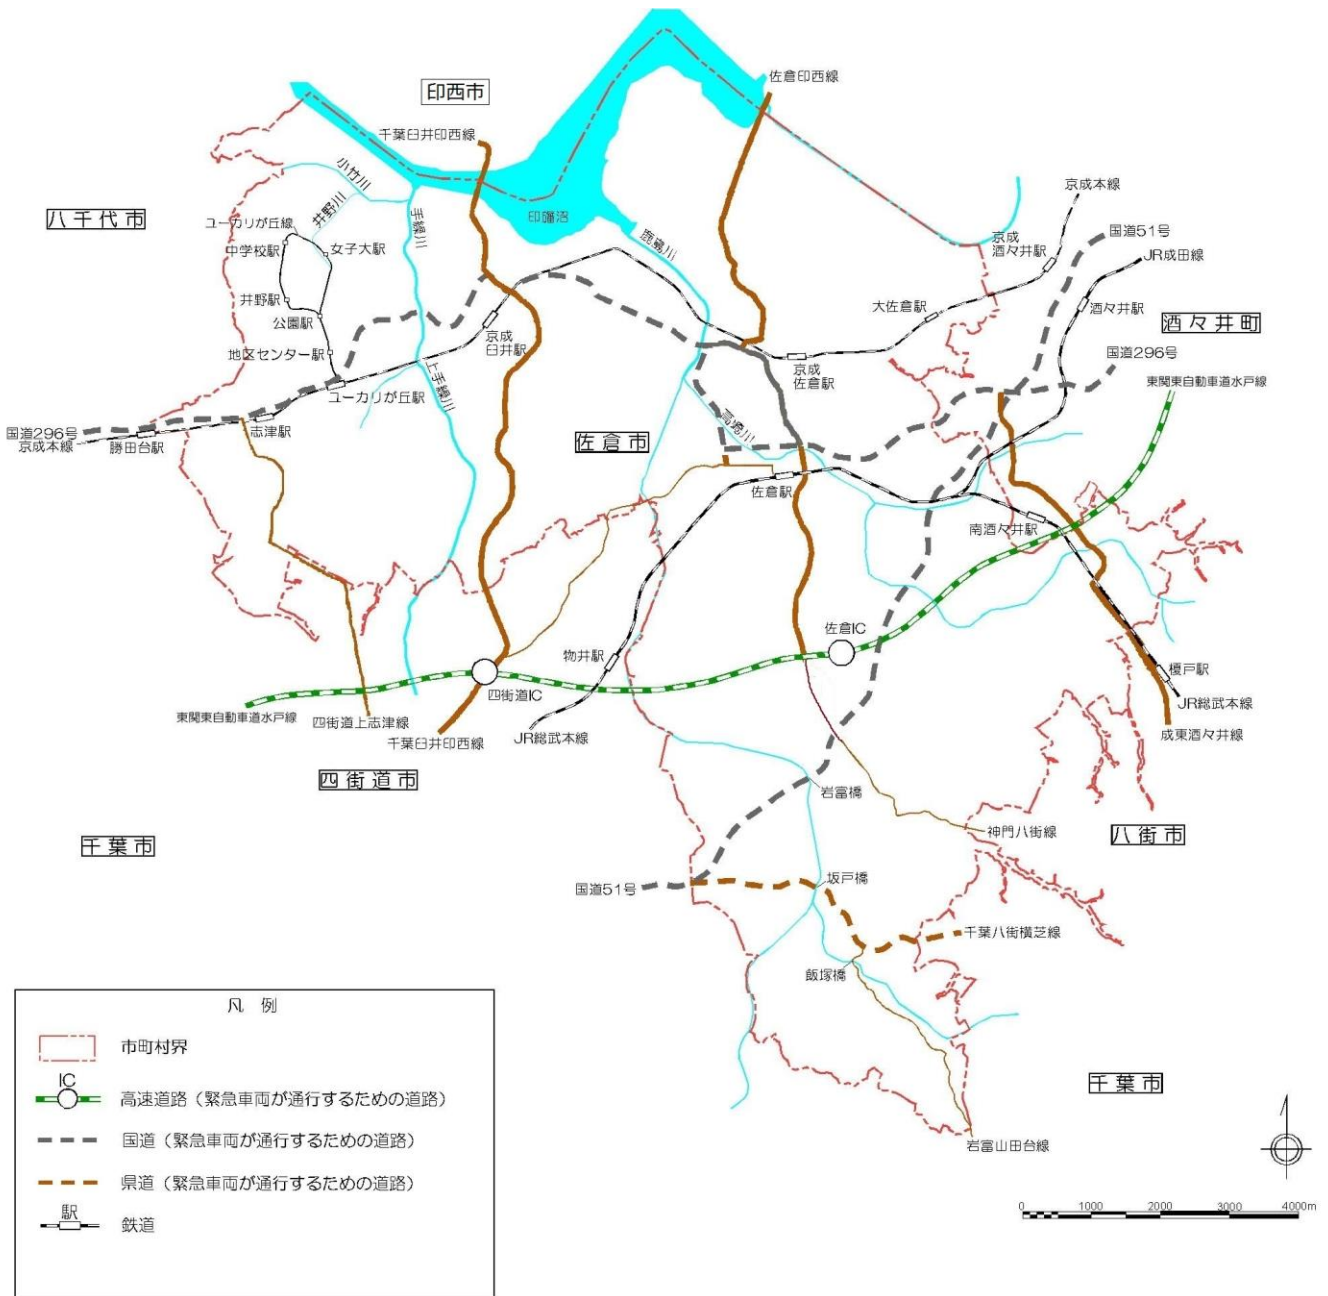 印西市
佐倉印西線
千葉臼井印西線
小竹川
京成本線
井野川
八千代市
ユーカリが丘線
手繰川
印旛沼
国道51号
中学校駅
女子大駅
鹿島川
京成
酒々井駅
JR成田線
井野駅
大佐倉駅
酒々井駅
公園駅
酒々井町
京成
臼井駅
地区センター駅
国道296号
京成
佐倉駅
上手繰川
東関東自動車道水戸線
ユーカリが丘駅
高崎川
国道296号
京成本線
志津駅
佐倉市
勝田台駅
佐倉駅
南酒々井駅
佐倉IC
物井駅
榎戸駅
四街道IC
JR総武本線
東関東自動車道水戸線
四街道上志津線
千葉臼井印西線
JR総武本線
成東酒々井線
四街道市
岩富橋
神門八街線
八街市
千葉市
国道51号
坂戸橋
千葉八街横芝線
飯塚橋
凡 例
市町村界
千葉市
IC
高速道路（緊急車両が通行するための道路）
国道（緊急車両が通行するための道路）
岩富山田台線
県道（緊急車両が通行するための道路）
駅
鉄道
0 1000 2000 3000 4000m